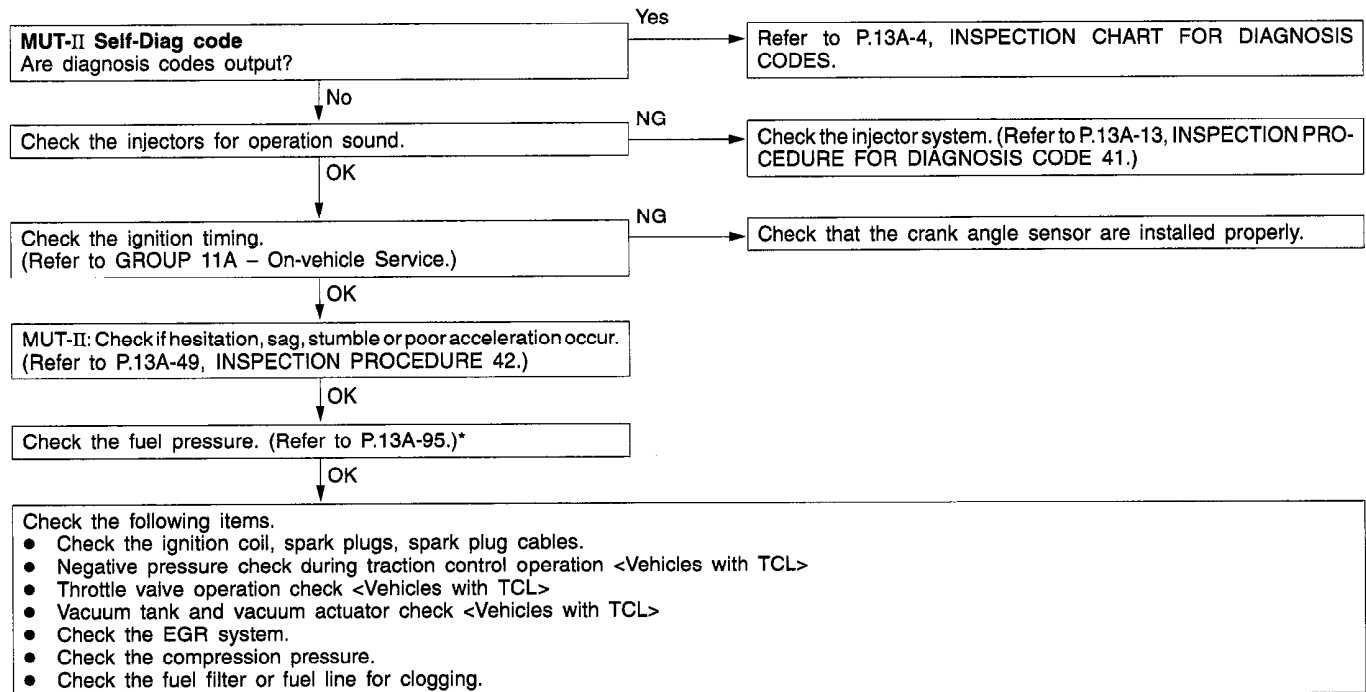 Yes
MUT-II Self-Diag code
Are diagnosis codes output?
Refer to P.13A-4, INSPECTION CHART FOR DIAGNOSIS
CODES.
No
NG
Check the injectors for operation sound.
Check the injector system. (Refer to P.13A-13, INSPECTION PRO-
CEDURE FOR DIAGNOSIS CODE 41.)
OK
NG
Check the ignition timing.
(Refer to GROUP 11A – On-vehicle Service.)
Check that the crank angle sensor are installed properly.
OK
MUT-II: Check if hesitation, sag, stumble or poor acceleration occur.
(Refer to P.13A-49, INSPECTION PROCEDURE 42.)
OK
Check the fuel pressure. (Refer to P.13A-95.)*
OK
Check the following items.
● Check the ignition coil, spark plugs, spark plug cables.
● Negative pressure check during traction control operation <Vehicles with TCL>
● Throttle valve operation check <Vehicles with TCL>
● Vacuum tank and vacuum actuator check <Vehicles with TCL>
● Check the EGR system.
● Check the compression pressure.
● Check the fuel filter or fuel line for clogging.